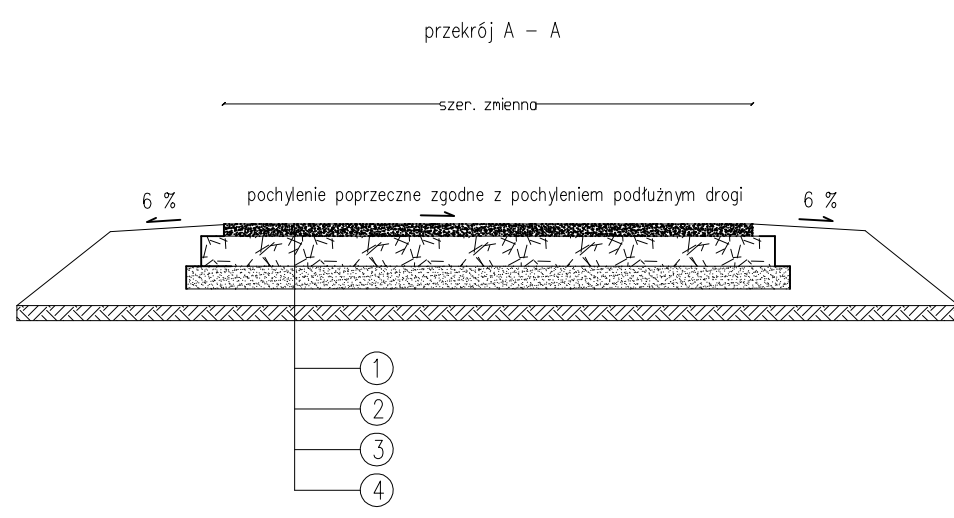 przekrój A – A
szer. zmienna
6 %
pochylenie poprzeczne zgodne z pochyleniem podłużnym drogi
6 %
1
2
3
4